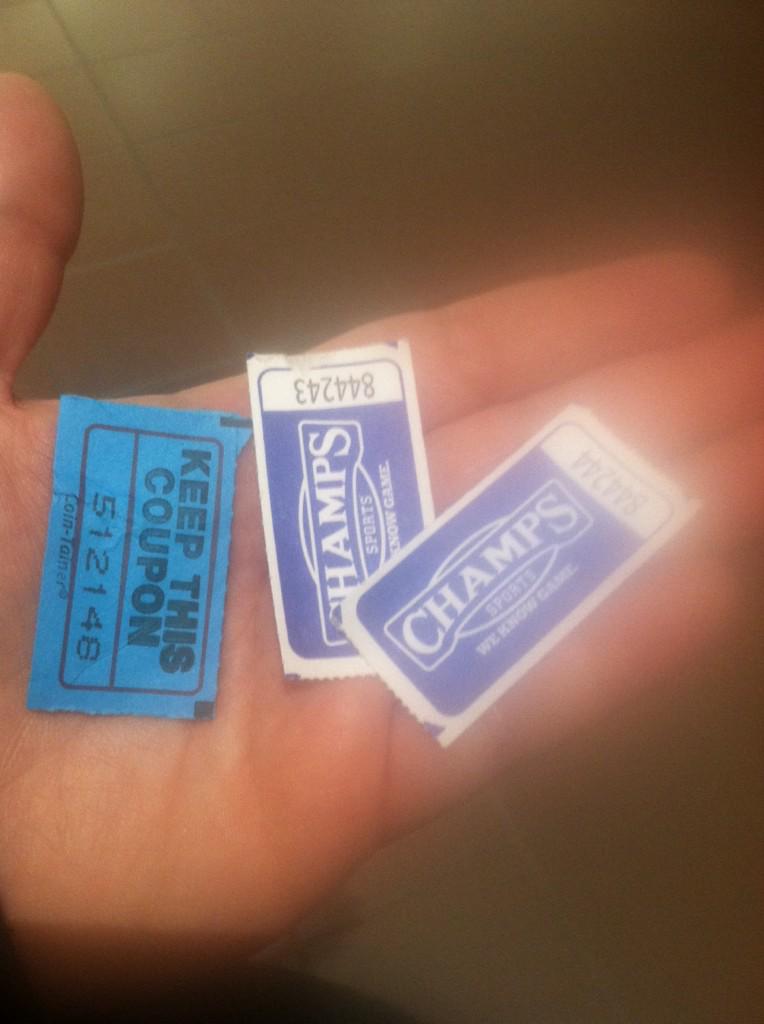 KEEP THIS
COUPON
512148
Coin-Tainer®
844243
CHAMPS
SPORTS
KNOW GAME.
844244
CHAMPS
SPORTS
WE KNOW GAME.